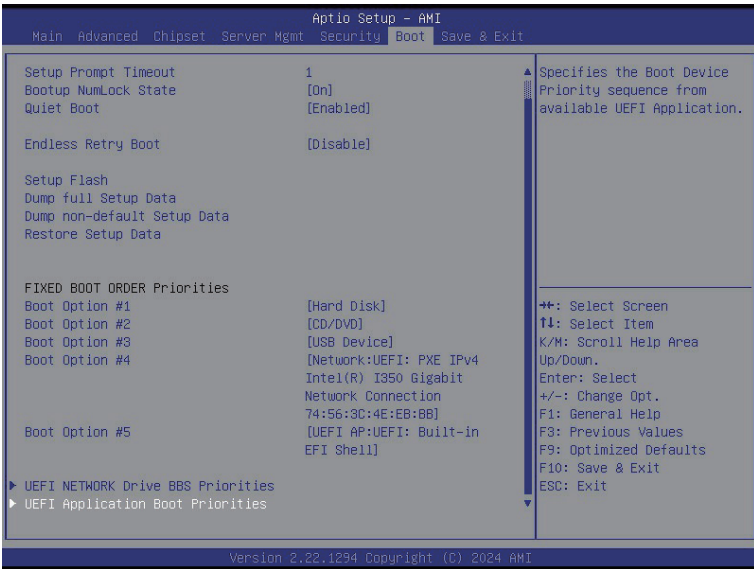 Aptio Setup – AMI
Main Advanced Chipset Server Mgmt Security Boot Save & Exit
Setup Prompt Timeout 1
Bootup NumLock State [On]
Quiet Boot [Enabled]
Endless Retry Boot [Disable]
Setup Flash
Dump full Setup Data
Dump non-default Setup Data
Restore Setup Data
FIXED BOOT ORDER Priorities
Boot Option #1 [Hard Disk]
Boot Option #2 [CD/DVD]
Boot Option #3 [USB Device]
Boot Option #4 [Network:UEFI: PXE IPv4
Intel(R) I350 Gigabit
Network Connection
74:56:3C:4E:EB:BB]
Boot Option #5 [UEFI AP:UEFI: Built-in
EFI Shell]
UEFI NETWORK Drive BBS Priorities
UEFI Application Boot Priorities
Specifies the Boot Device
Priority sequence from
available UEFI Application.
→←: Select Screen
↑↓: Select Item
K/M: Scroll Help Area
Up/Down.
Enter: Select
+/-: Change Opt.
F1: General Help
F3: Previous Values
F9: Optimized Defaults
F10: Save & Exit
ESC: Exit
Version 2.22.1294 Copyright (C) 2024 AMI